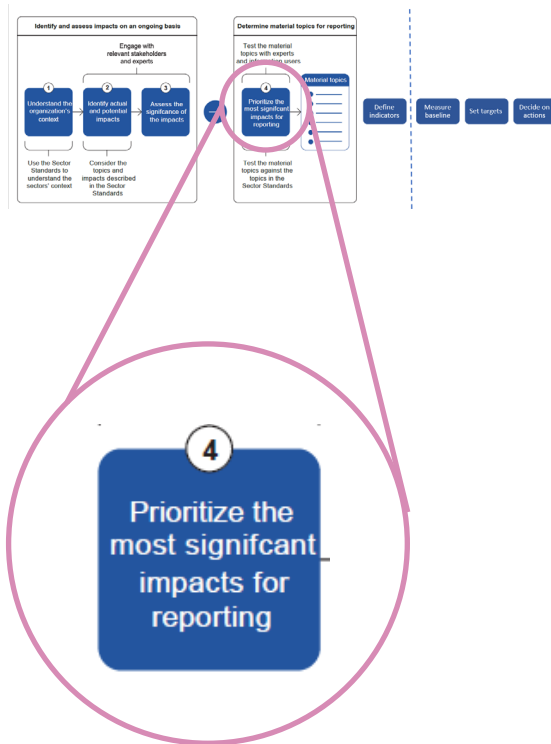 Identify and assess impacts on an ongoing basis
Engage with
relevant stakeholders
and experts
1
Understand the
organization's
context
2
Identify actual
and potential
impacts
3
Assess the
significance of
the impacts
Use the Sector
Standards to
understand the
sectors' context
Consider the
topics and
impacts described
in the Sector
Standards
Determine material topics for reporting
Test the material
topics with experts
and information users
4
Prioritize the
most signifcant
impacts for
reporting
Material topics
Test the material
topics against the
topics in the
Sector Standards
Define
indicators
Measure
baseline
Set targets
Decide on
actions
4
Prioritize the
most signifcant
impacts for
reporting